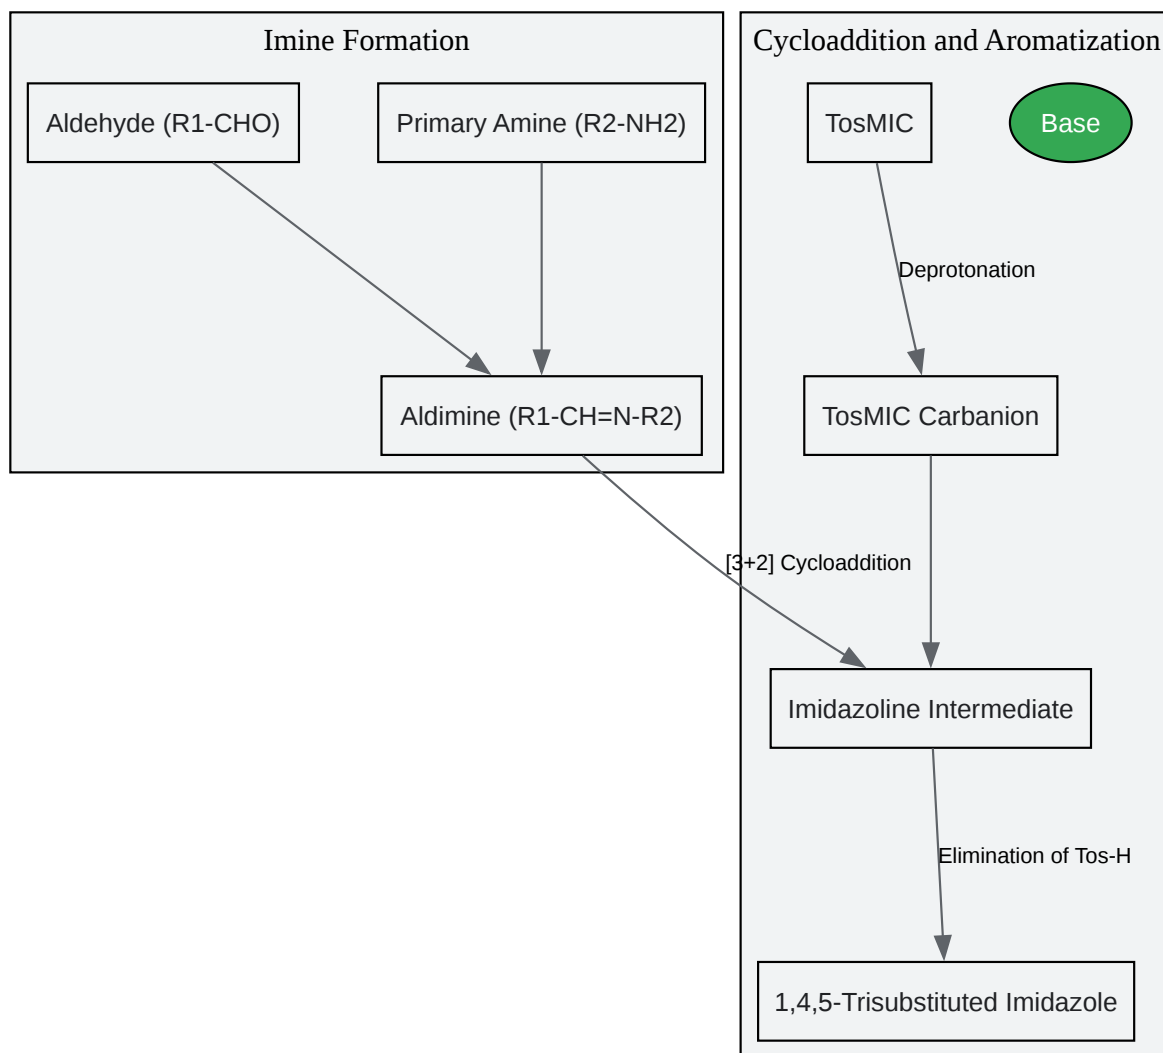 Imine Formation
Aldehyde (R1-CHO)
Primary Amine (R2-NH2)
Aldimine (R1-CH=N-R2)
Cycloaddition and Aromatization
TosMIC
Base
Deprotonation
TosMIC Carbanion
[3+2] Cycloaddition
Imidazoline Intermediate
Elimination of Tos-H
1,4,5-Trisubstituted Imidazole